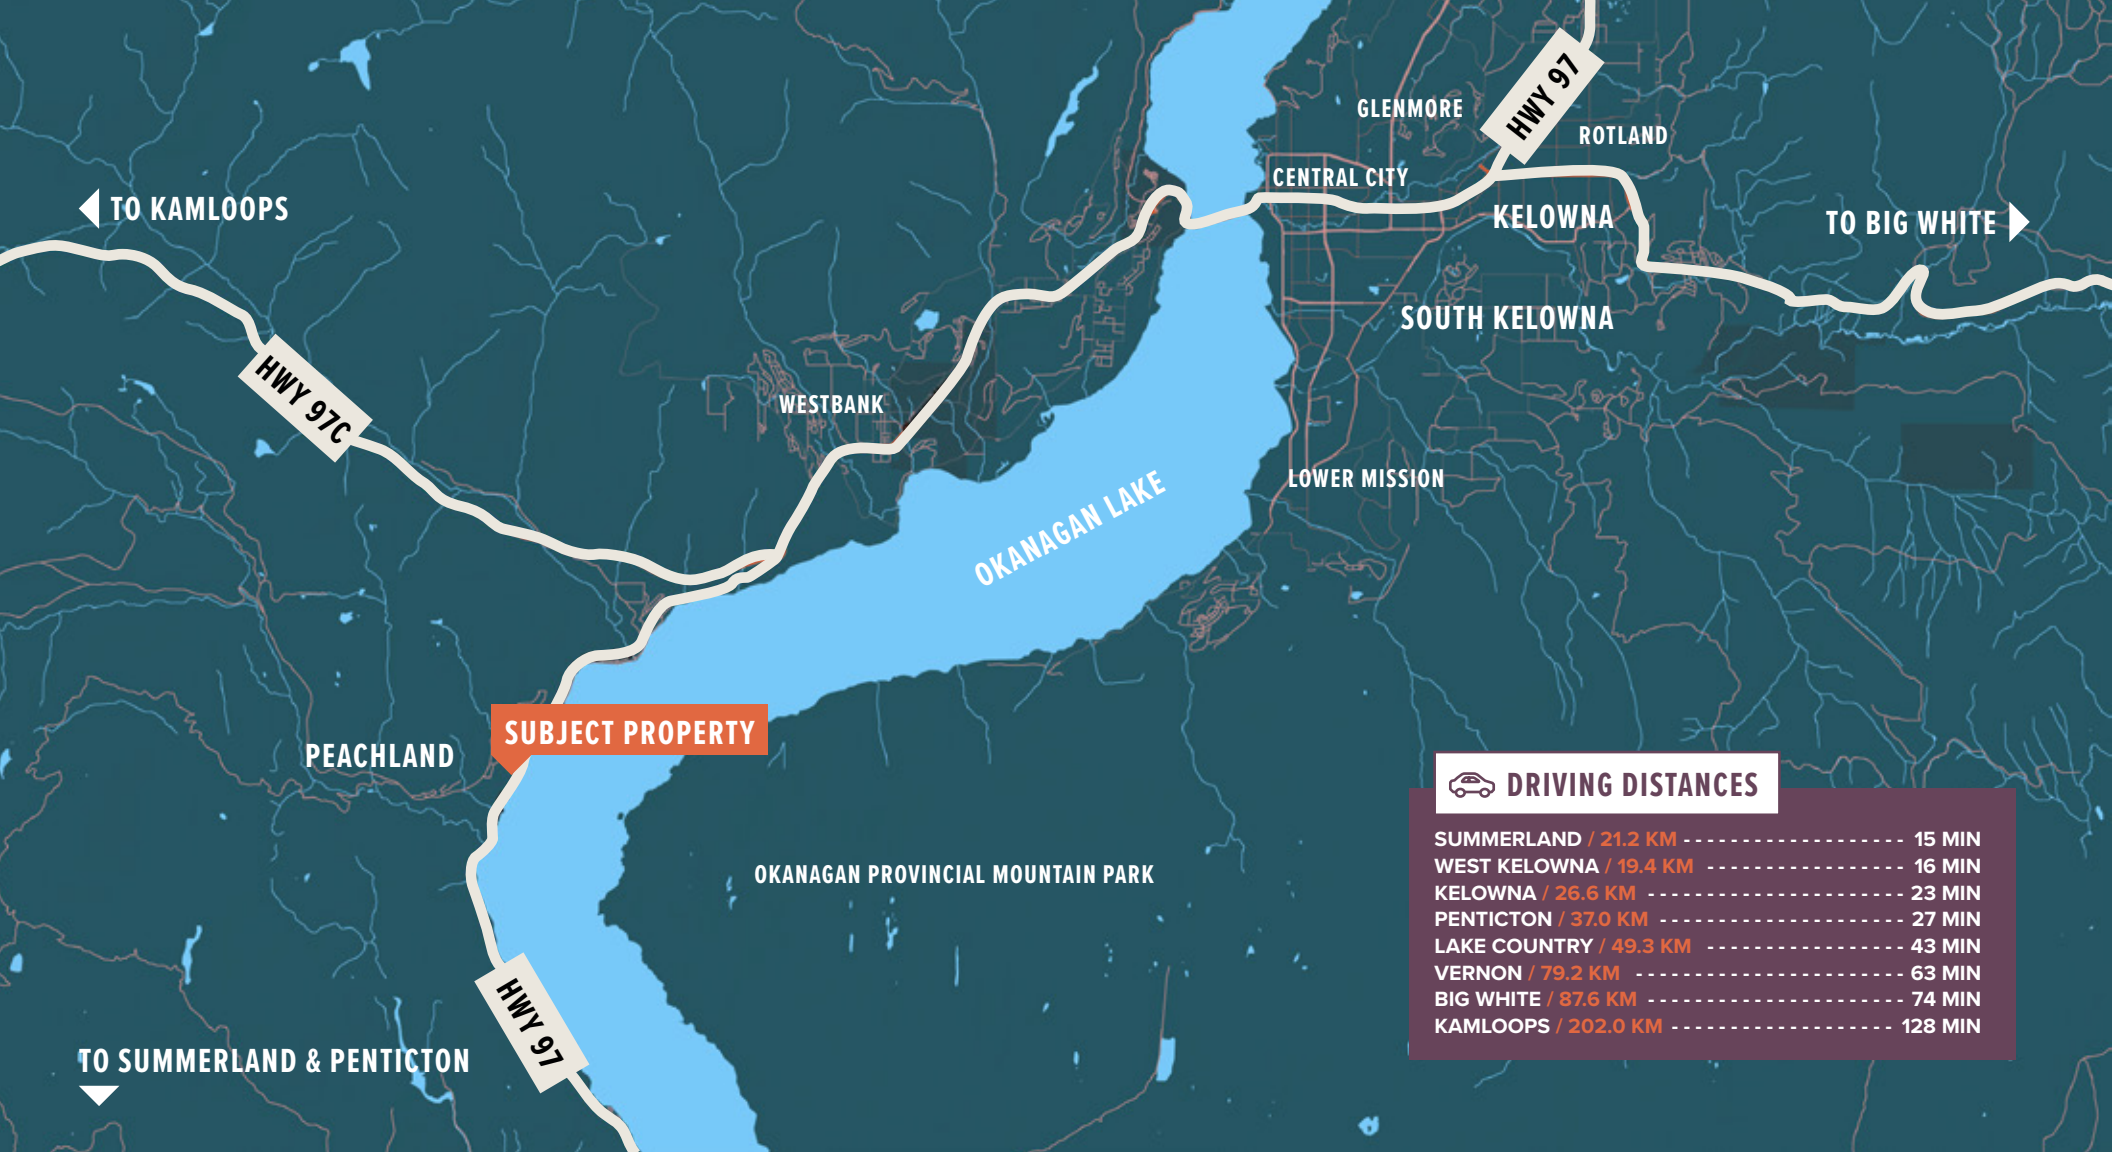 HWY 97
GLENMORE
ROTLAND
CENTRAL CITY
TO KAMLOOPS
KELOWNA
TO BIG WHITE
SOUTH KELOWNA
HWY 97C
WESTBANK
LOWER MISSION
OKANAGAN LAKE
SUBJECT PROPERTY
PEACHLAND
OKANAGAN PROVINCIAL MOUNTAIN PARK
HWY 97
TO SUMMERLAND & PENTICTON
DRIVING DISTANCES
SUMMERLAND / 21.2 KM - - - - - - - - - - - - - - - - - - - 15 MIN
WEST KELOWNA / 19.4 KM - - - - - - - - - - - - - - - - - 16 MIN
KELOWNA / 26.6 KM - - - - - - - - - - - - - - - - - - - - - - 23 MIN
PENTICTON / 37.0 KM - - - - - - - - - - - - - - - - - - - - - 27 MIN
LAKE COUNTRY / 49.3 KM - - - - - - - - - - - - - - - - - 43 MIN
VERNON / 79.2 KM - - - - - - - - - - - - - - - - - - - - - - - 63 MIN
BIG WHITE / 87.6 KM - - - - - - - - - - - - - - - - - - - - - - 74 MIN
KAMLOOPS / 202.0 KM - - - - - - - - - - - - - - - - - - - 128 MIN